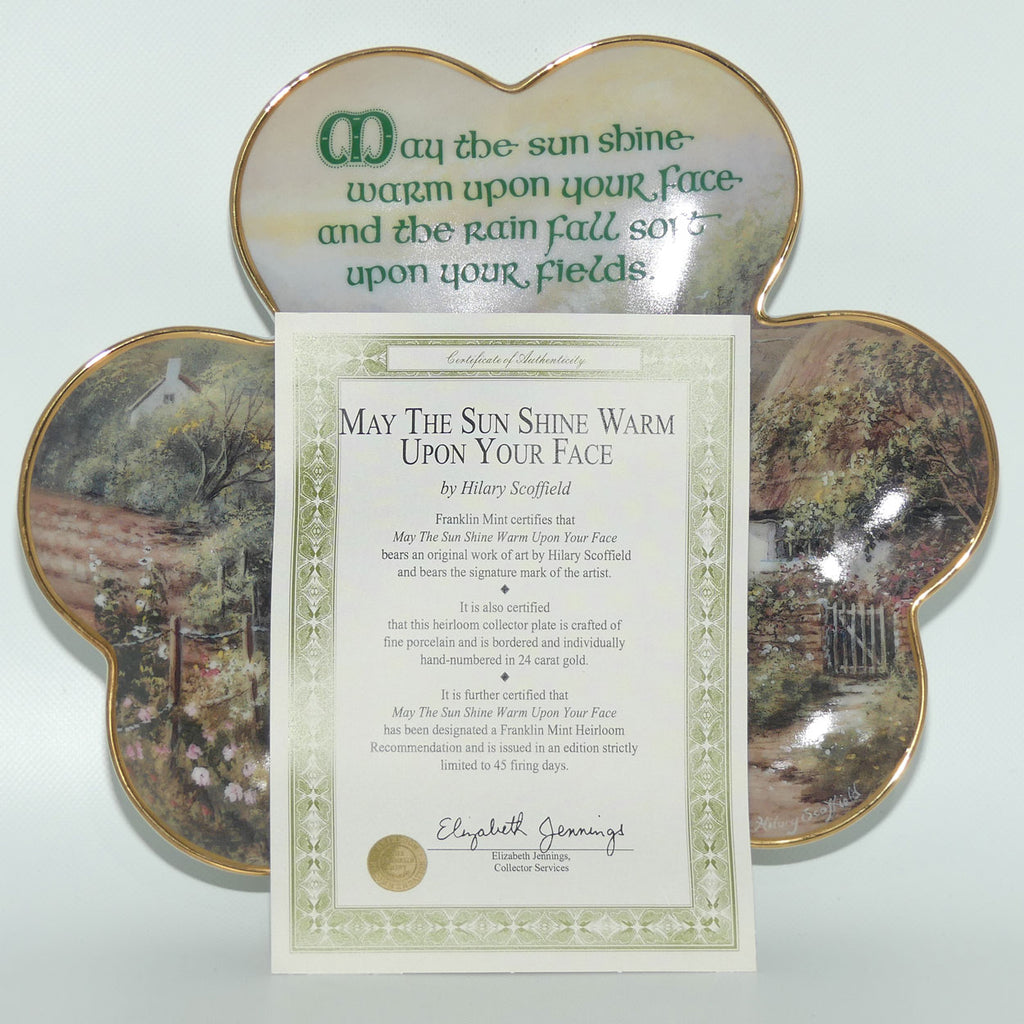 May the sun shine
warm upon your face
and the rain fall soft
upon your fields.
Certificate of Authenticity
MAY THE SUN SHINE WARM
UPON YOUR FACE
by Hilary Scoffield
Franklin Mint certifies that
May The Sun Shine Warm Upon Your Face
bears an original work of art by Hilary Scoffield
and bears the signature mark of the artist.
It is also certified
that this heirloom collector plate is crafted of
fine porcelain and is bordered and individually
hand-numbered in 24 carat gold.
It is further certified that
May The Sun Shine Warm Upon Your Face
has been designated a Franklin Mint Heirloom
Recommendation and is issued in an edition strictly
limited to 45 firing days.
Elizabeth Jennings
Elizabeth Jennings,
Collector Services
Hilary Scoffield